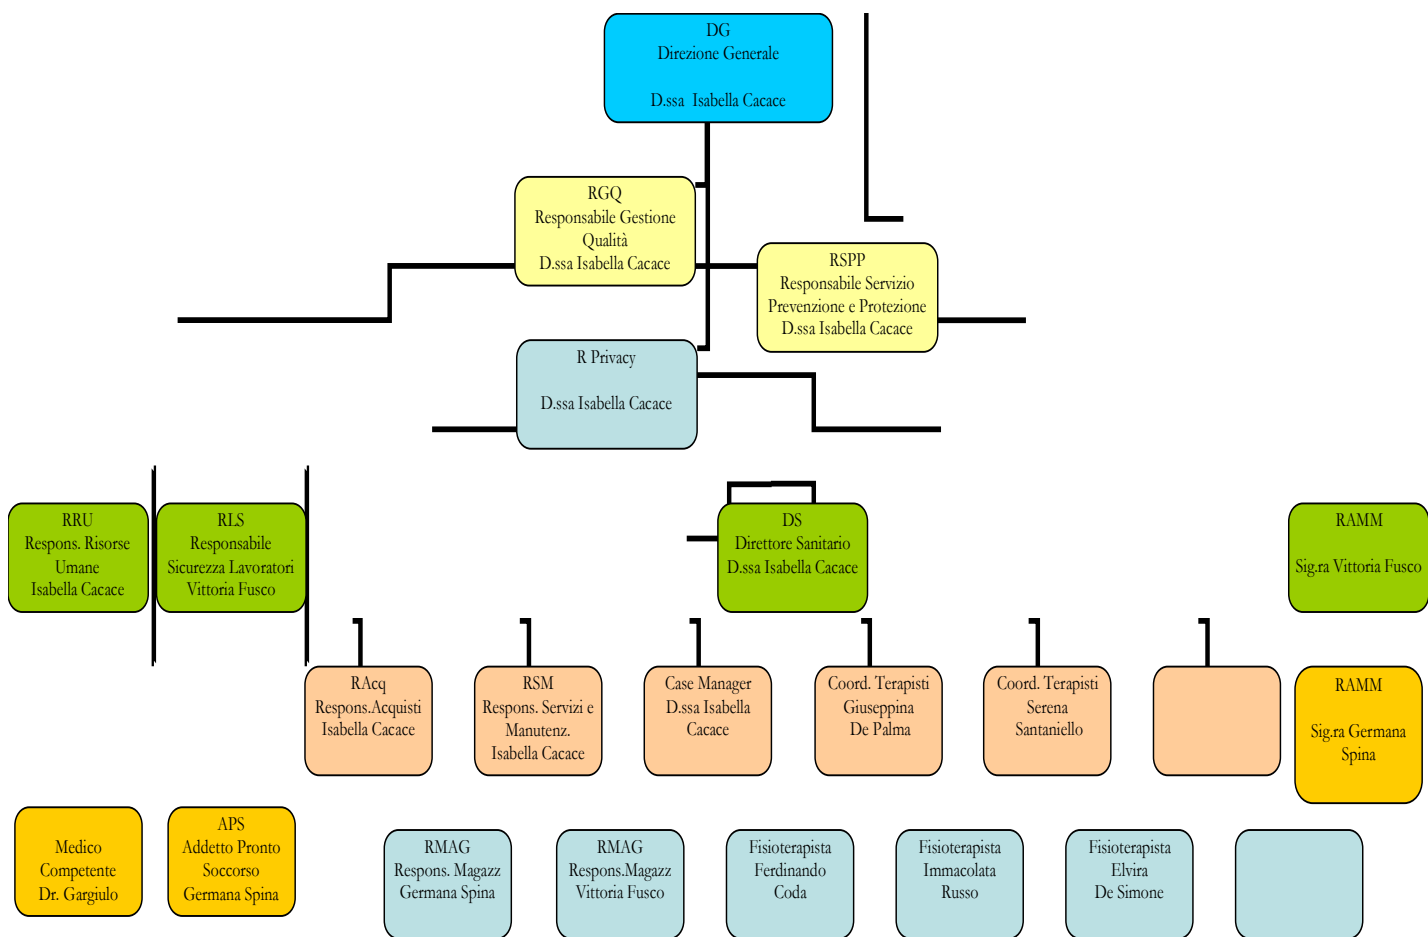 DG
Direzione Generale
D.ssa Isabella Cacace
RGQ
Responsabile Gestione
Qualità
D.ssa Isabella Cacace
RSPP
Responsabile Servizio
Prevenzione e Protezione
D.ssa Isabella Cacace
R Privacy
D.ssa Isabella Cacace
RRU
Respons. Risorse
Umane
Isabella Cacace
RLS
Responsabile
Sicurezza Lavoratori
Vittoria Fusco
DS
Direttore Sanitario
D.ssa Isabella Cacace
RAMM
Sig.ra Vittoria Fusco
RAcq
Respons.Acquisti
Isabella Cacace
RSM
Respons. Servizi e
Manutenz.
Isabella Cacace
Case Manager
D.ssa Isabella
Cacace
Coord. Terapisti
Giuseppina
De Palma
Coord. Terapisti
Serena
Santaniello
RAMM
Sig.ra Germana
Spina
Medico
Competente
Dr. Gargiulo
APS
Addetto Pronto
Soccorso
Germana Spina
RMAG
Respons. Magazz
Germana Spina
RMAG
Respons.Magazz
Vittoria Fusco
Fisioterapista
Ferdinando
Coda
Fisioterapista
Immacolata
Russo
Fisioterapista
Elvira
De Simone